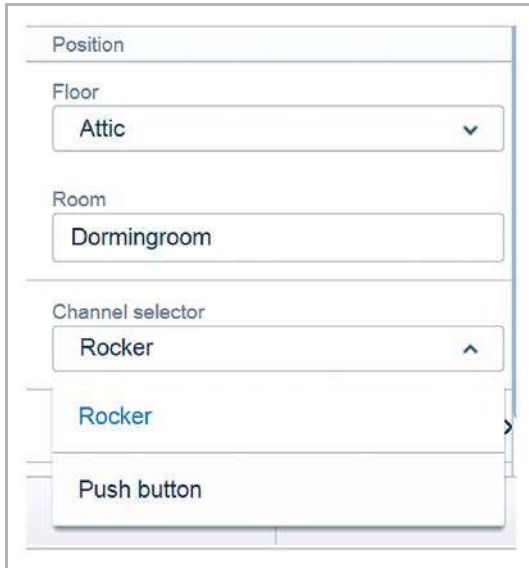 Position
Floor
Attic
Room
Dormingroom
Channel selector
Rocker
Rocker
Push button